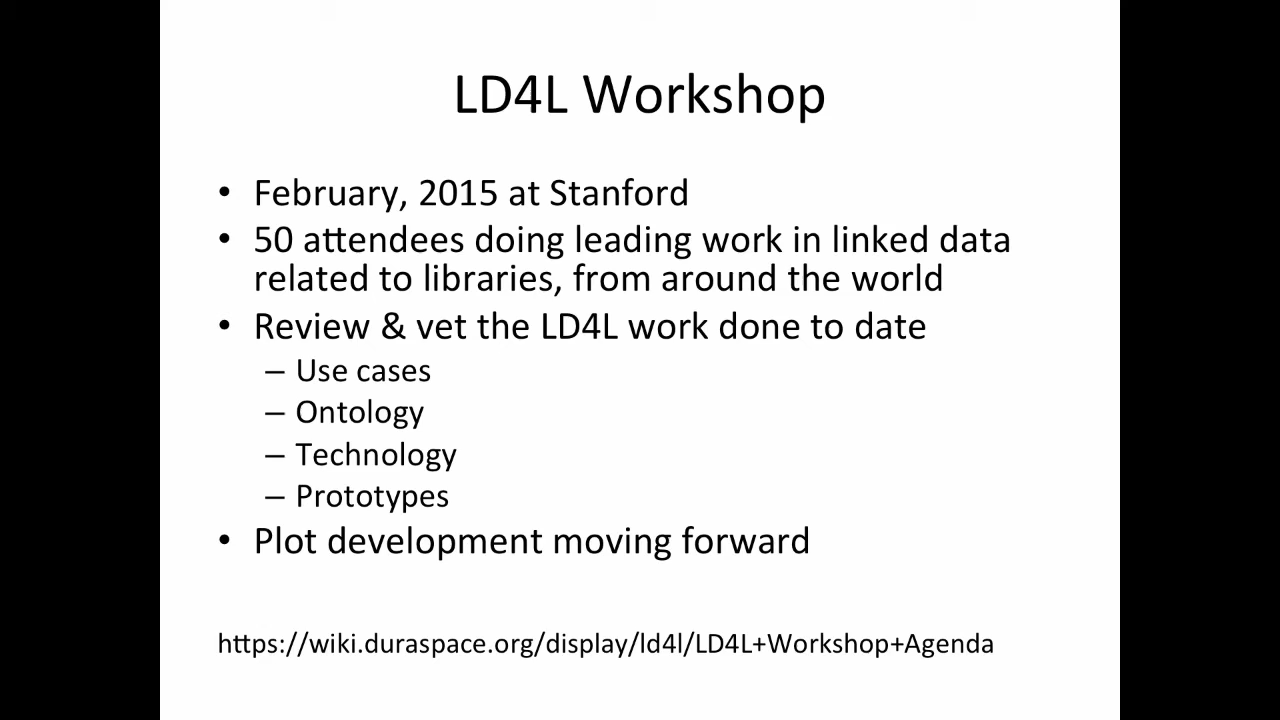 LD4L Workshop
• February, 2015 at Stanford
• 50 attendees doing leading work in linked data
related to libraries, from around the world
• Review & vet the LD4L work done to date
– Use cases
– Ontology
– Technology
– Prototypes
• Plot development moving forward
https://wiki.duraspace.org/display/ld4l/LD4L+Workshop+Agenda